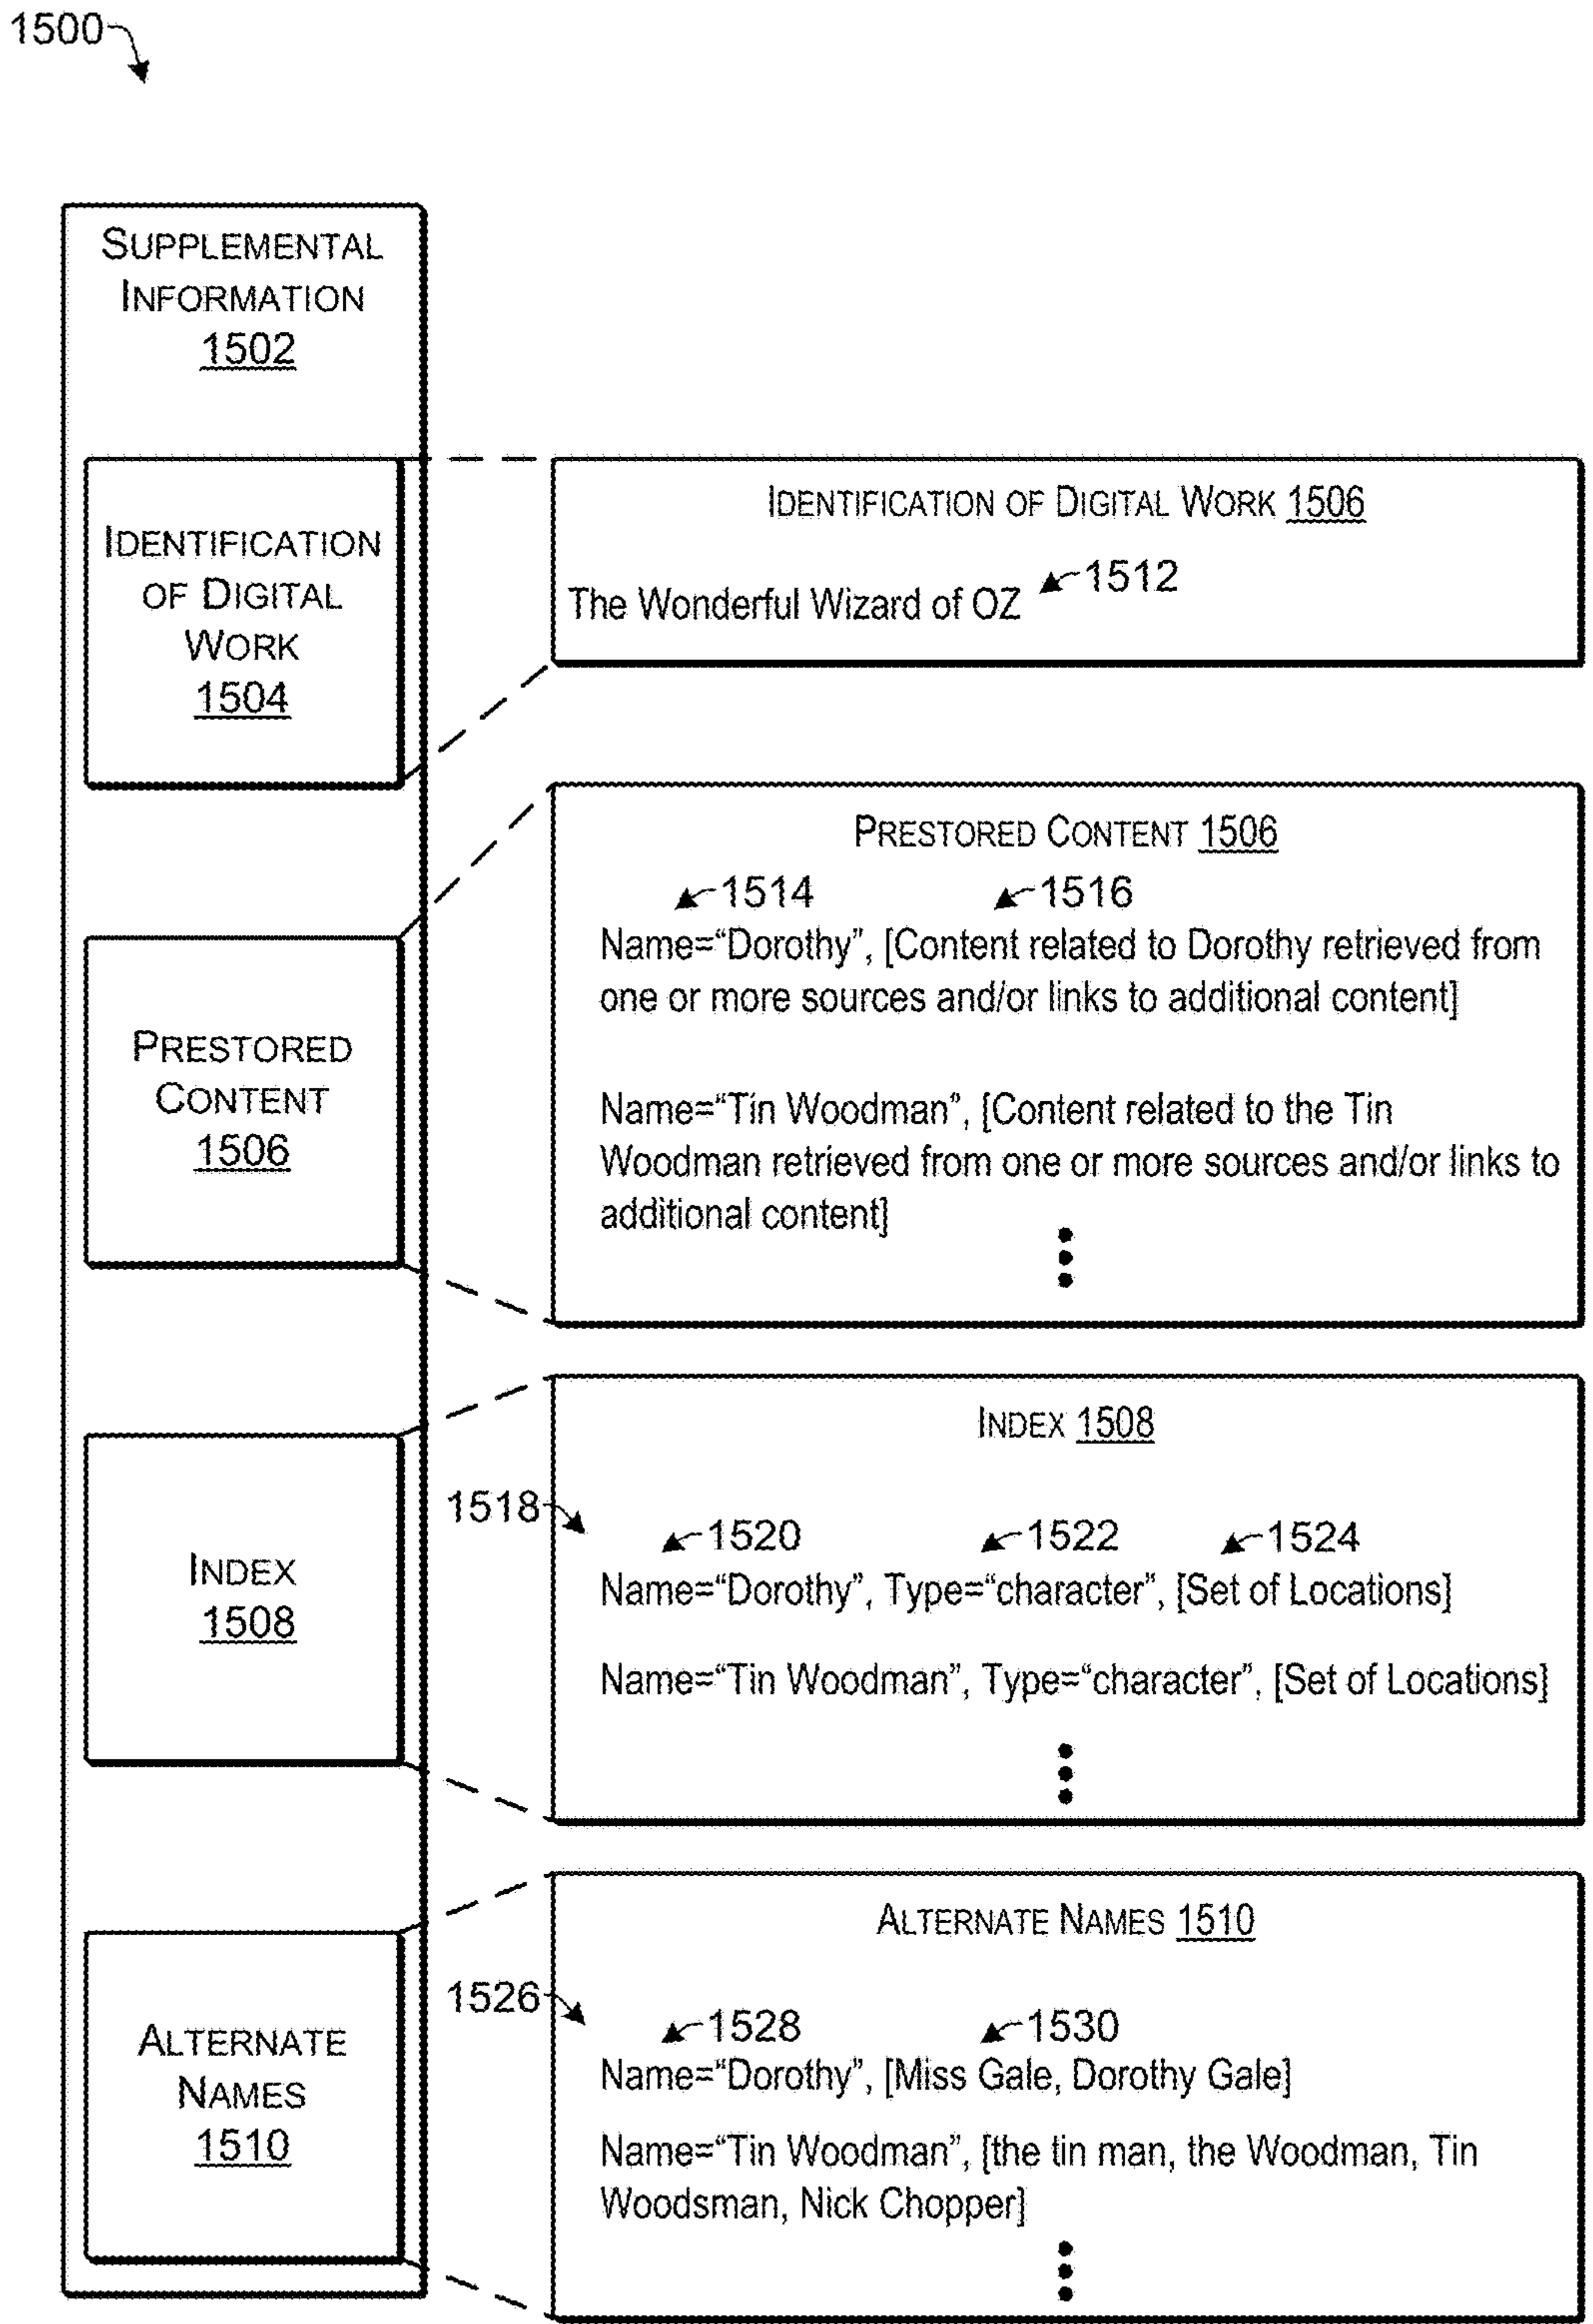 1500
SUPPLEMENTAL
INFORMATION
1502
IDENTIFICATION
OF DIGITAL
WORK
1504
PRESTORED
CONTENT
1506
INDEX
1508
ALTERNATE
NAMES
1510
IDENTIFICATION OF DIGITAL WORK 1506
1512
The Wonderful Wizard of OZ
PRESTORED CONTENT 1506
1514 1516
Name=“Dorothy”, [Content related to Dorothy retrieved from
one or more sources and/or links to additional content]
Name=“Tin Woodman”, [Content related to the Tin
Woodman retrieved from one or more sources and/or links to
additional content]
INDEX 1508
1518
1520 1522 1524
Name=“Dorothy”, Type=“character”, [Set of Locations]
Name=“Tin Woodman”, Type=“character”, [Set of Locations]
ALTERNATE NAMES 1510
1526
1528 1530
Name=“Dorothy”, [Miss Gale, Dorothy Gale]
Name=“Tin Woodman”, [the tin man, the Woodman, Tin
Woodsman, Nick Chopper]